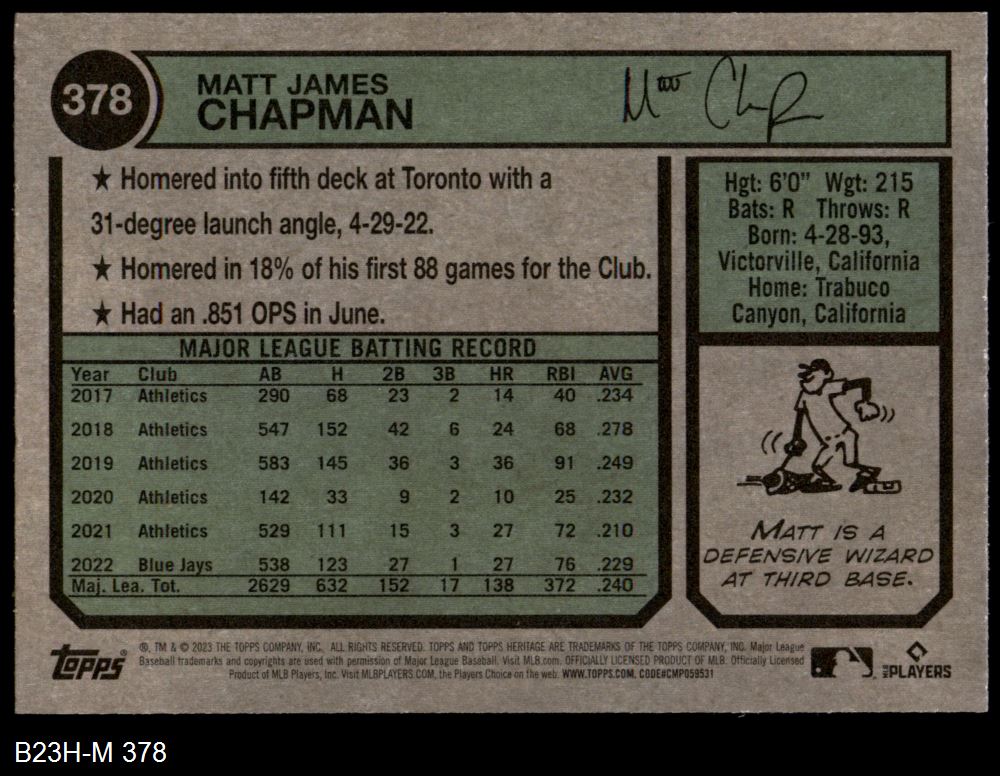 378
MATT JAMES
CHAPMAN
Matt Chap
★ Homered into fifth deck at Toronto with a
31-degree launch angle, 4-29-22.
★ Homered in 18% of his first 88 games for the Club.
★ Had an .851 OPS in June.
MAJOR LEAGUE BATTING RECORD
Year Club AB H 2B 3B HR RBI AVG
2017 Athletics 290 68 23 2 14 40 .234
2018 Athletics 547 152 42 6 24 68 .278
2019 Athletics 583 145 36 3 36 91 .249
2020 Athletics 142 33 9 2 10 25 .232
2021 Athletics 529 111 15 3 27 72 .210
2022 Blue Jays 538 123 27 1 27 76 .229
Maj. Lea. Tot. 2629 632 152 17 138 372 .240
Hgt: 6'0" Wgt: 215
Bats: R Throws: R
Born: 4-28-93,
Victorville, California
Home: Trabuco
Canyon, California
MATT IS A
DEFENSIVE WIZARD
AT THIRD BASE.
topps®
®, TM & © 2023 THE TOPPS COMPANY, INC. ALL RIGHTS RESERVED. TOPPS AND TOPPS HERITAGE ARE TRADEMARKS OF THE TOPPS COMPANY, INC. Major League
Baseball trademarks and copyrights are used with permission of Major League Baseball. Visit MLB.com. OFFICIALLY LICENSED PRODUCT OF MLB. Officially Licensed
Product of MLB Players, Inc. Visit MLBPLAYERS.COM, the Players Choice on the web. WWW.TOPPS.COM. CODE#CMP059531
MLB PLAYERS
B23H-M 378